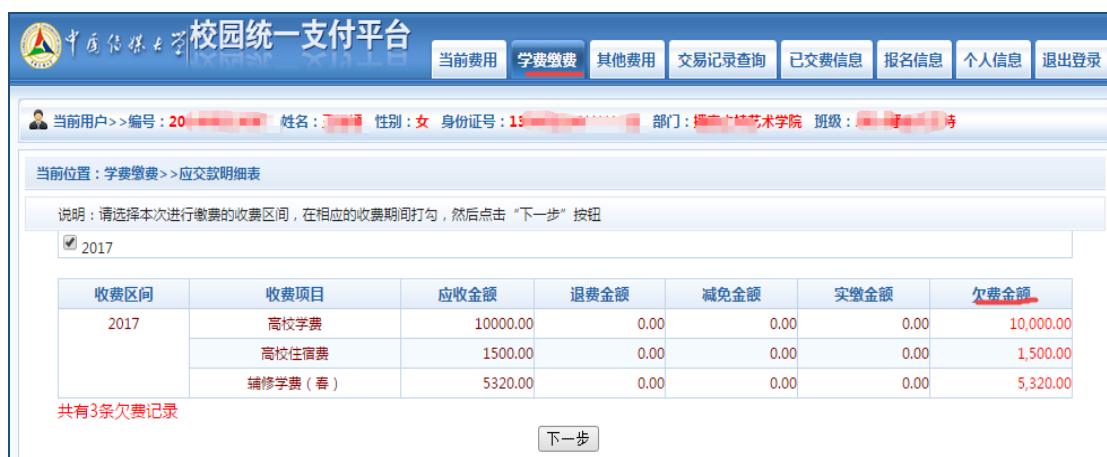 中国传媒大学校园统一支付平台
当前费用 学费缴费 其他费用 交易记录查询 已交费信息 报名信息 个人信息 退出登录
当前用户>>编号：20 姓名： 性别：女 身份证号：13 部门：艺术学院 班级：
当前位置：学费缴费>>应交款明细表
说明：请选择本次进行缴费的收费区间，在相应的收费期间打勾，然后点击“下一步”按钮
2017
收费区间 收费项目 应收金额 退费金额 减免金额 实缴金额 欠费金额
2017 高校学费 10000.00 0.00 0.00 0.00 10,000.00
高校住宿费 1500.00 0.00 0.00 0.00 1,500.00
辅修学费（春） 5320.00 0.00 0.00 0.00 5,320.00
共有3条欠费记录
下一步